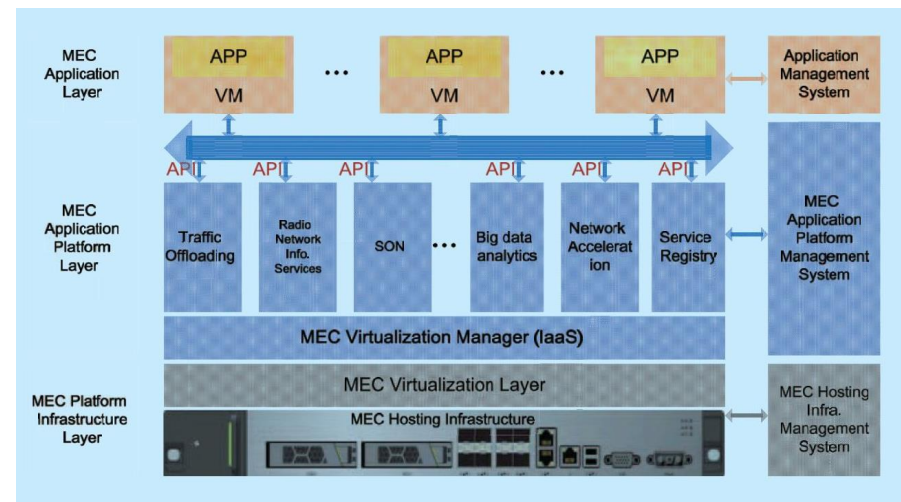 MEC
Application
Layer
APP
VM
...
APP
VM
...
APP
VM
Application
Management
System
API
API
API
API
API
API
MEC
Application
Platform
Layer
Traffic
Offloading
Radio
Network
Info.
Services
SON
...
Big data
analytics
Network
Accelerat
ion
Service
Registry
MEC
Application
Platform
Management
System
MEC Virtualization Manager (IaaS)
MEC Platform
Infrastructure
Layer
MEC Virtualization Layer
MEC Hosting Infrastructure
MEC Hosting
Infra.
Management
System